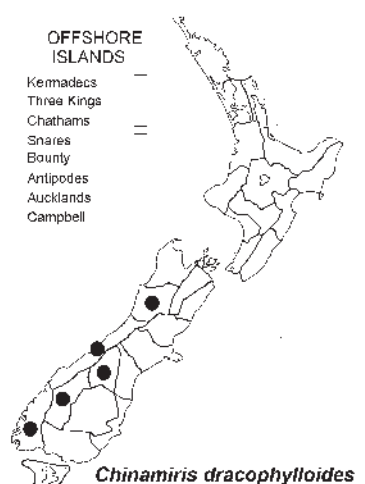 OFFSHORE
ISLANDS
Kermadecs
Three Kings
Chathams
Snares
Bounty
Antipodes
Aucklands
Campbell
Chinamiris dracophylloides